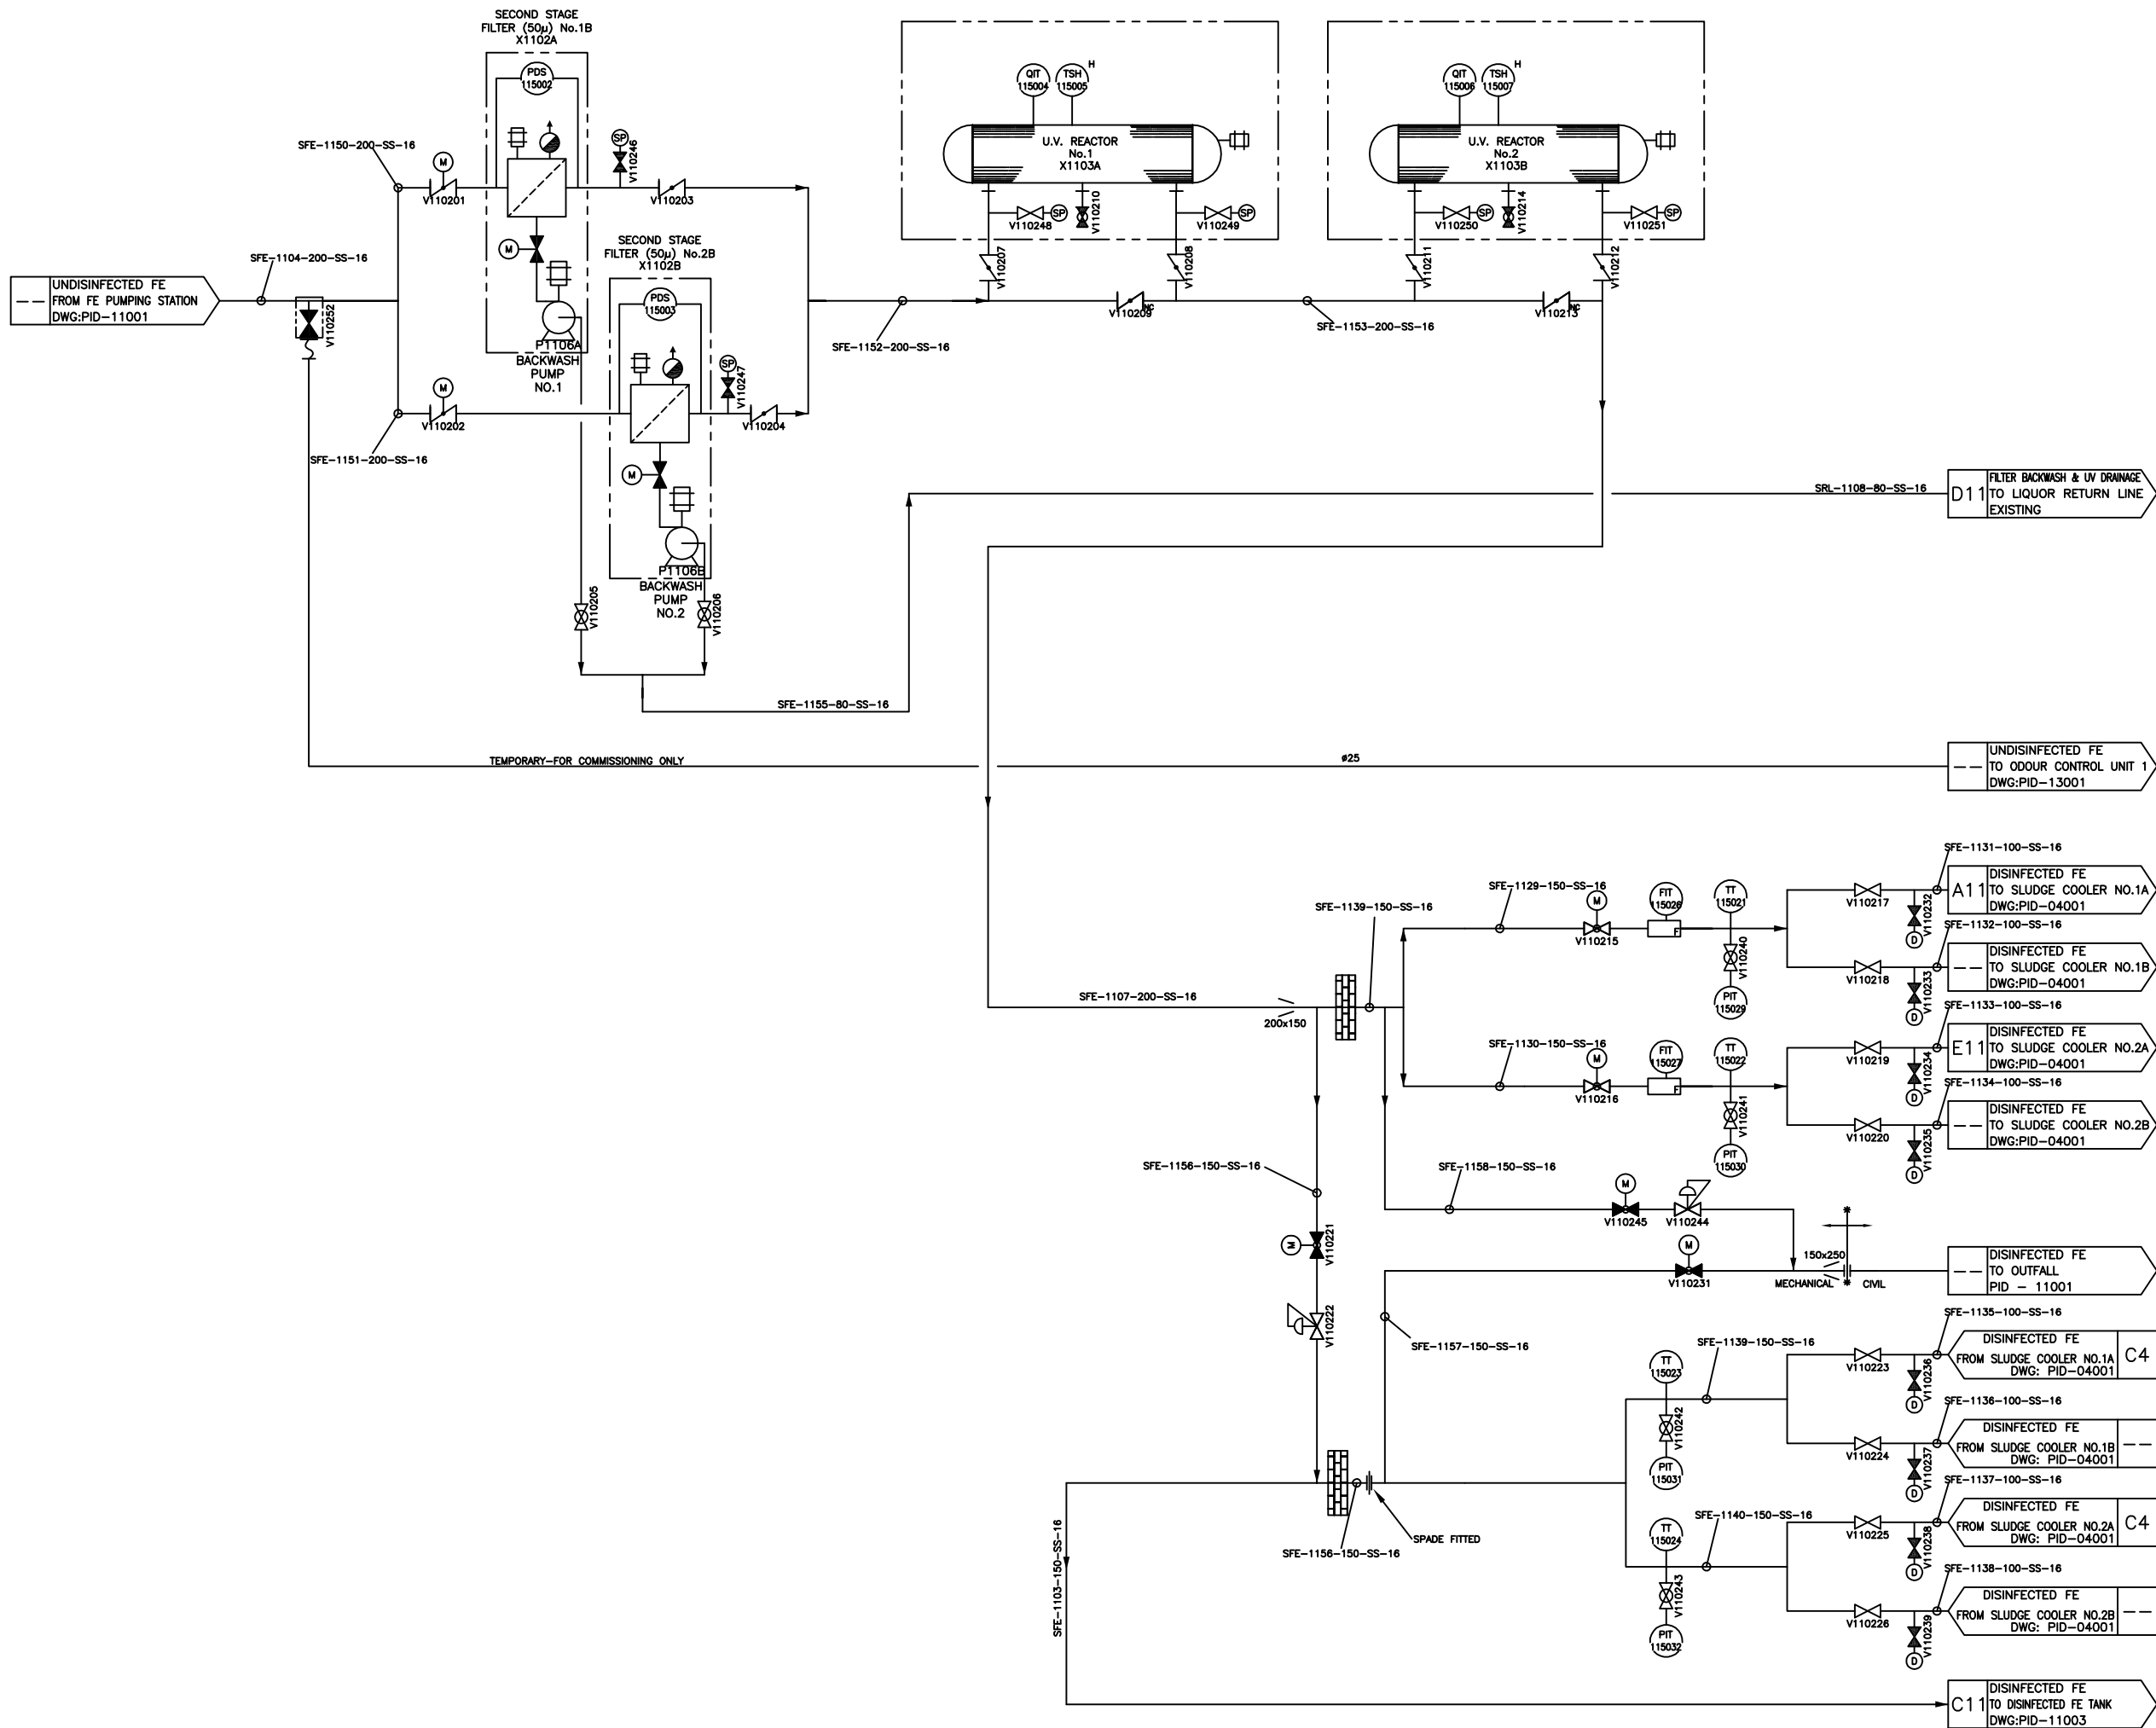 SECOND STAGE
FILTER (50μ) No.1B
X1102A
PDS
115002
SFE-1150-200-SS-16
M
V110201
SP
V110246
V110203
M
P1106A
BACKWASH
PUMP
NO.1
SFE-1104-200-SS-16
UNDISINFECTED FE
FROM FE PUMPING STATION
DWG:PID-11001
V110252
SECOND STAGE
FILTER (50μ) No.2B
X1102B
PDS
115003
M
V110202
SP
V110247
V110204
SFE-1151-200-SS-16
M
P1106B
BACKWASH
PUMP
NO.2
V110205
V110206
SFE-1155-80-SS-16
QIT
115004
TSH
115005
H
U.V. REACTOR
No.1
X1103A
V110248
SP
V110210
V110249
SP
V110207
V110208
QIT
115006
TSH
115007
H
U.V. REACTOR
No.2
X1103B
V110250
SP
V110214
V110251
SP
V110211
V110212
V110209
NC
V110213
NC
SFE-1152-200-SS-16
SFE-1153-200-SS-16
SRL-1108-80-SS-16
D11
FILTER BACKWASH & UV DRAINAGE
TO LIQUOR RETURN LINE
EXISTING
TEMPORARY-FOR COMMISSIONING ONLY
ø25
UNDISINFECTED FE
TO ODOUR CONTROL UNIT 1
DWG:PID-13001
SFE-1107-200-SS-16
200x150
SFE-1139-150-SS-16
SFE-1129-150-SS-16
M
V110215
FIT
115026
F
TT
115021
V110240
PIT
115029
V110217
V110232
D
SFE-1131-100-SS-16
A11
DISINFECTED FE
TO SLUDGE COOLER NO.1A
DWG:PID-04001
V110218
V110233
D
SFE-1132-100-SS-16
DISINFECTED FE
TO SLUDGE COOLER NO.1B
DWG:PID-04001
SFE-1130-150-SS-16
M
V110216
FIT
115027
F
TT
115022
V110241
PIT
115030
V110219
V110234
D
SFE-1133-100-SS-16
E11
DISINFECTED FE
TO SLUDGE COOLER NO.2A
DWG:PID-04001
V110220
V110235
D
SFE-1134-100-SS-16
DISINFECTED FE
TO SLUDGE COOLER NO.2B
DWG:PID-04001
SFE-1156-150-SS-16
M
V110221
V110222
SFE-1158-150-SS-16
M
V110245
V110244
M
V110231
150x250
MECHANICAL
CIVIL
DISINFECTED FE
TO OUTFALL
PID - 11001
SFE-1157-150-SS-16
TT
115023
V110242
PIT
115031
SFE-1139-150-SS-16
V110223
V110236
D
SFE-1135-100-SS-16
DISINFECTED FE
FROM SLUDGE COOLER NO.1A
DWG: PID-04001
C4
V110224
V110237
D
SFE-1136-100-SS-16
DISINFECTED FE
FROM SLUDGE COOLER NO.1B
DWG: PID-04001
TT
115024
V110243
PIT
115032
SFE-1140-150-SS-16
V110225
V110238
D
SFE-1137-100-SS-16
DISINFECTED FE
FROM SLUDGE COOLER NO.2A
DWG: PID-04001
C4
V110226
V110239
D
SFE-1138-100-SS-16
DISINFECTED FE
FROM SLUDGE COOLER NO.2B
DWG: PID-04001
SPADE FITTED
SFE-1156-150-SS-16
SFE-1103-150-SS-16
C11
DISINFECTED FE
TO DISINFECTED FE TANK
DWG:PID-11003